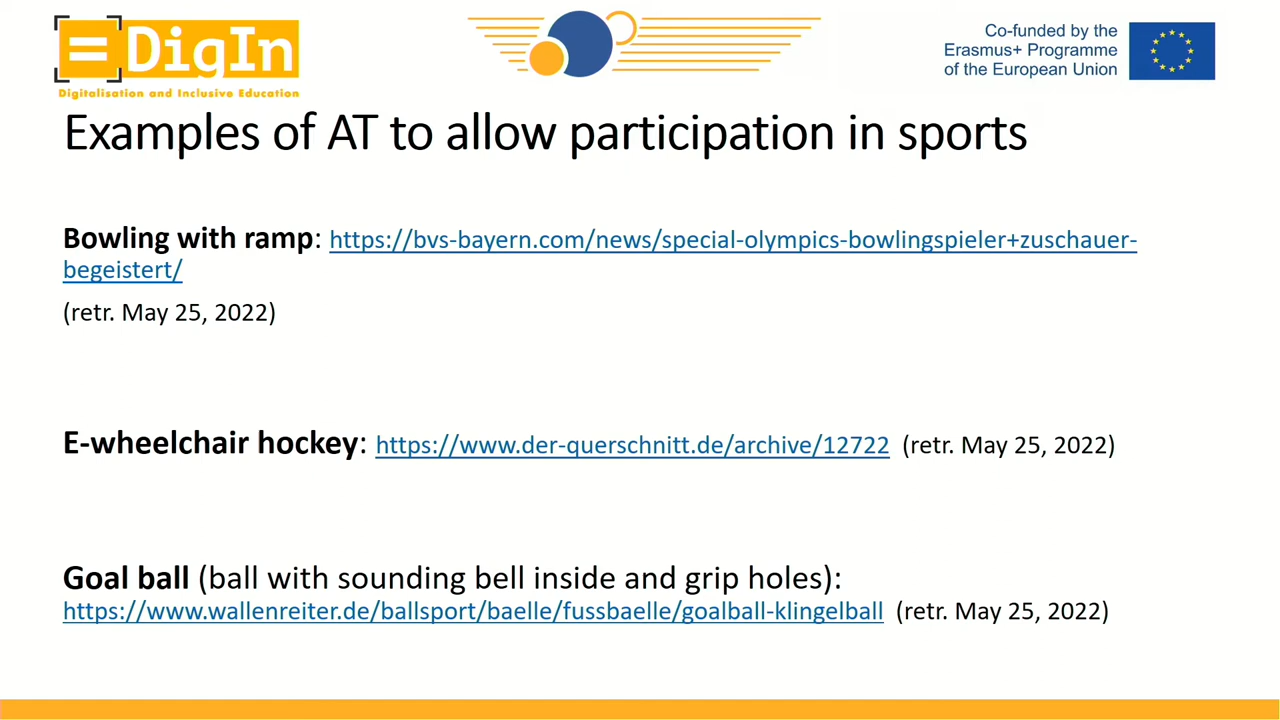 =DigIn
Digitalisation and Inclusive Education
Co-funded by the
Erasmus+ Programme
of the European Union
Examples of AT to allow participation in sports
Bowling with ramp: https://bvs-bayern.com/news/special-olympics-bowlingspieler+zuschauer-
begeistert/
(retr. May 25, 2022)
E-wheelchair hockey: https://www.der-querschnitt.de/archive/12722 (retr. May 25, 2022)
Goal ball (ball with sounding bell inside and grip holes):
https://www.wallenreiter.de/ballsport/baelle/fussbaelle/goalball-klingelball (retr. May 25, 2022)